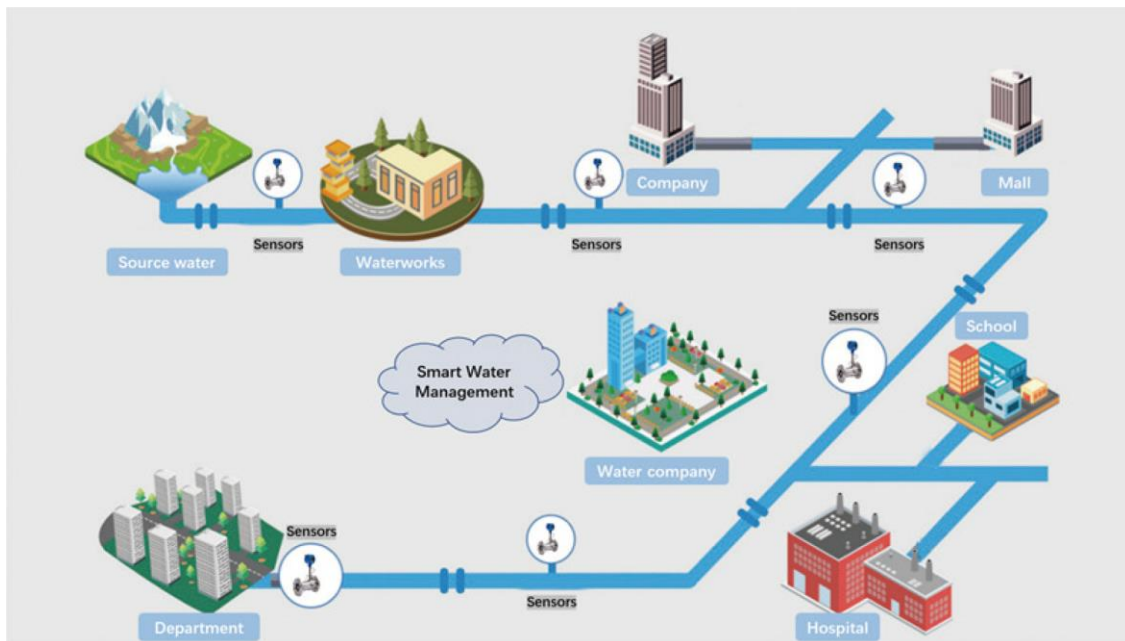 Company
Mall
Sensors
Sensors
Sensors
Source water
Waterworks
Sensors
School
Smart Water
Management
Water company
Sensors
Sensors
Department
Hospital